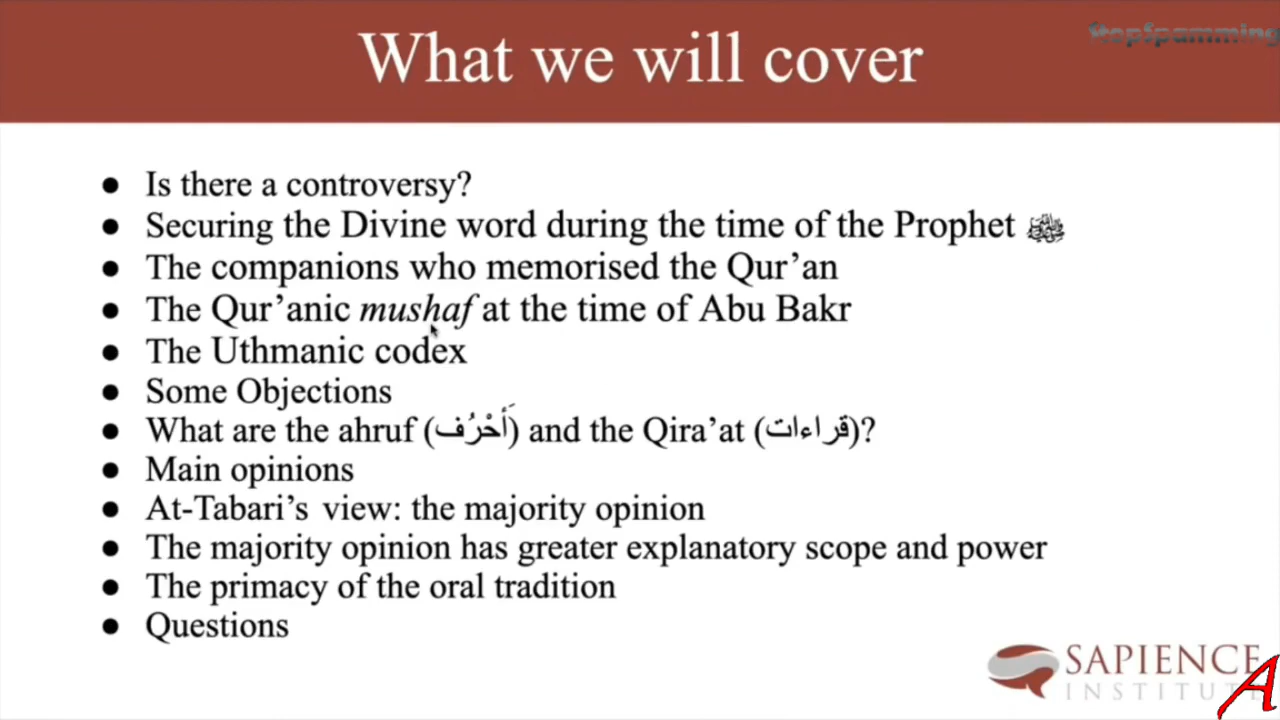 What we will cover
StopSpamming
● Is there a controversy?
● Securing the Divine word during the time of the Prophet ﷺ
● The companions who memorised the Qur’an
● The Qur’anic mushaf at the time of Abu Bakr
● The Uthmanic codex
● Some Objections
● What are the ahruf (أَحْرُف) and the Qira’at (قراءات)?
● Main opinions
● At-Tabari’s view: the majority opinion
● The majority opinion has greater explanatory scope and power
● The primacy of the oral tradition
● Questions
SAPIENCE
INSTITUTE
A